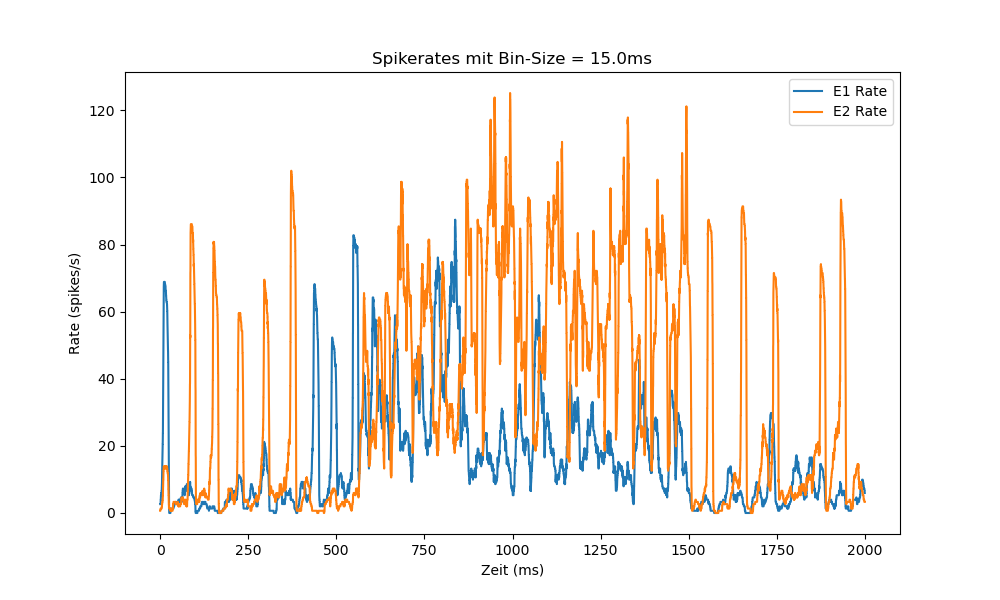 Spikerates mit Bin-Size = 15.0ms
E1 Rate
E2 Rate
Rate (spikes/s)
120
100
80
60
40
20
0
0 250 500 750 1000 1250 1500 1750 2000
Zeit (ms)